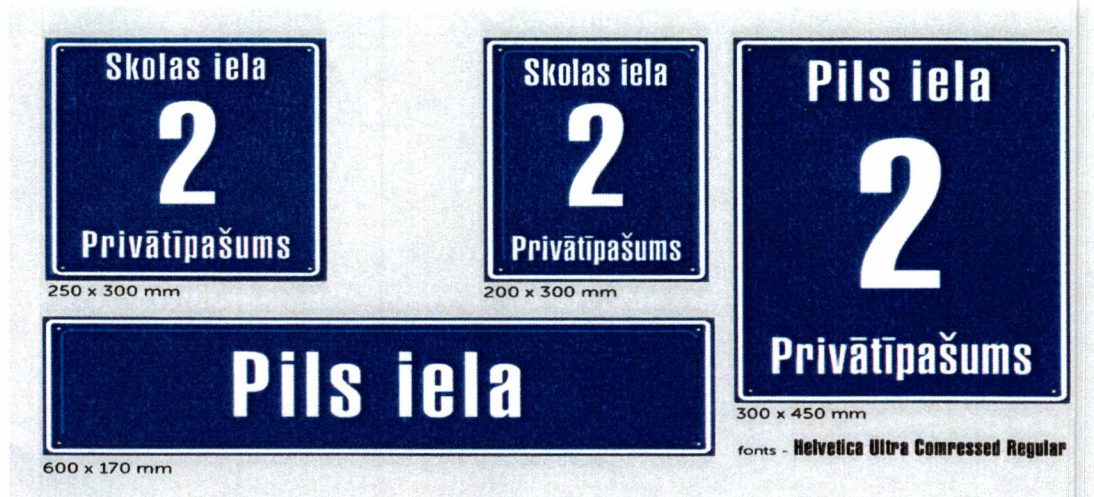 Skolas iela
2
Privātīpašums
250 x 300 mm
Skolas iela
2
Privātīpašums
200 x 300 mm
Pils iela
2
Privātīpašums
300 x 450 mm
Pils iela
600 x 170 mm
fonts - Helvetica Ultra Comressed Regular